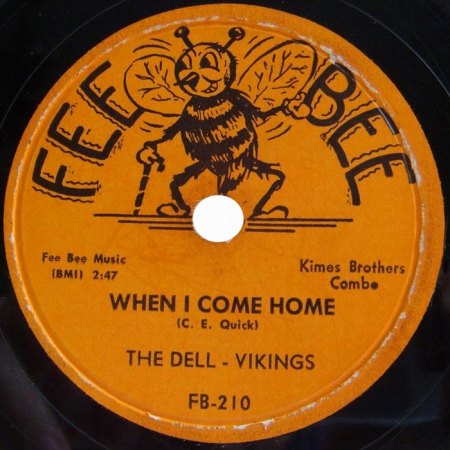 FEE BEE
Fee Bee Music
(BMI) 2:47
Kimes Brothers
Combo
WHEN I COME HOME
(C. E. Quick)
THE DELL - VIKINGS
FB-210